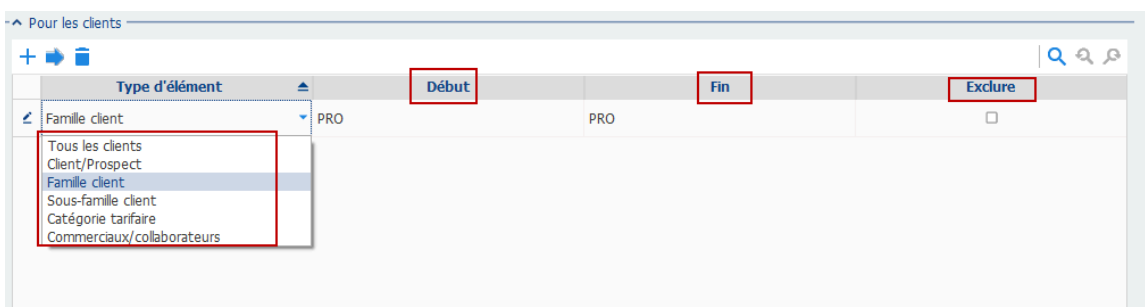 Pour les clients
Type d'élément Début Fin Exclure
Famille client PRO PRO
Tous les clients
Client/Prospect
Famille client
Sous-famille client
Catégorie tarifaire
Commerciaux/collaborateurs